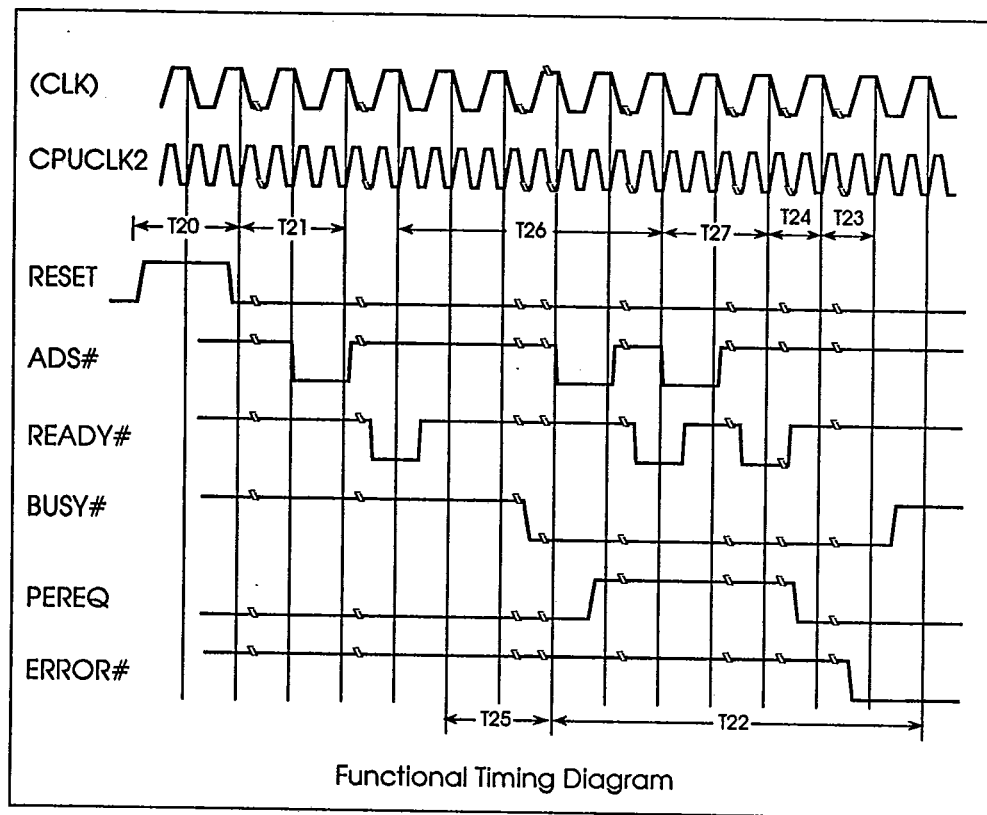 (CLK)
CPUCLK2
T20
T21
T26
T27
T24
T23
RESET
ADS#
READY#
BUSY#
PEREQ
ERROR#
T25
T22
Functional Timing Diagram